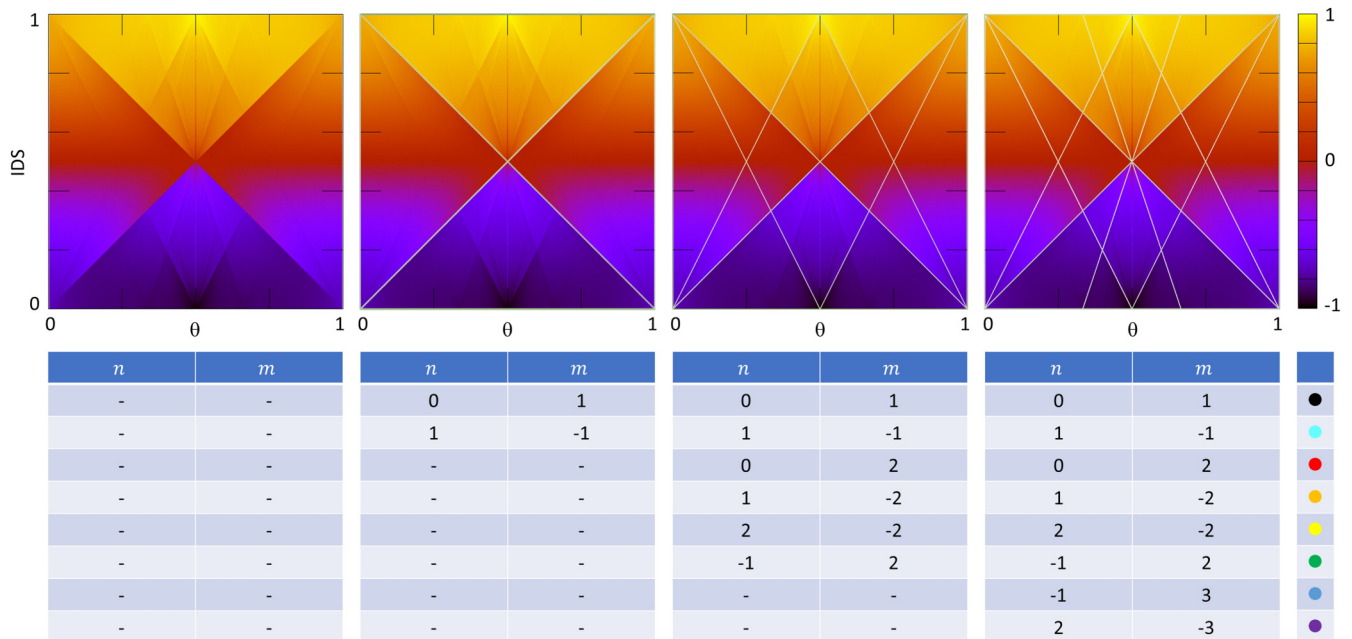 1 1
IDS 0
0 -1
0 θ 1 0 θ 1 0 θ 1 0 θ 1
n m n m n m n m
- - 0 1 0 1 0 1
- - 1 -1 1 -1 1 -1
- - - - 0 2 0 2
- - - - 1 -2 1 -2
- - - - 2 -2 2 -2
- - - - -1 2 -1 2
- - - - - - -1 3
- - - - - - 2 -3